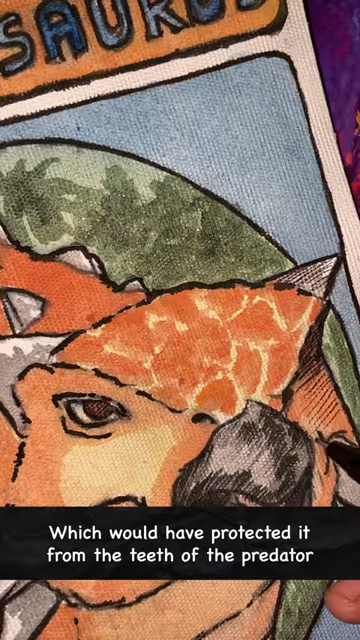 SAURUS
Which would have protected it
from the teeth of the predator